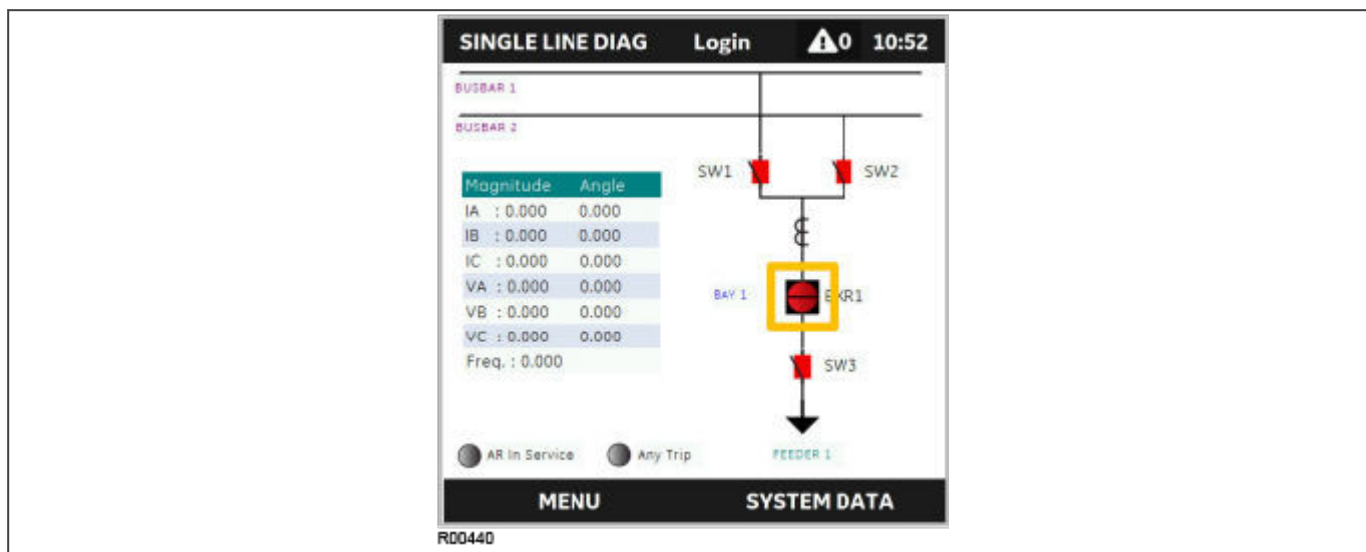 SINGLE LINE DIAG Login 0 10:52
BUSBAR 1
BUSBAR 2
SW1 SW2
Magnitude Angle
IA : 0.000 0.000
IB : 0.000 0.000
IC : 0.000 0.000
VA : 0.000 0.000
VB : 0.000 0.000
VC : 0.000 0.000
Freq. : 0.000
BAY 1
SW3
AR In Service Any Trip FEEDER 1
MENU SYSTEM DATA
R00440